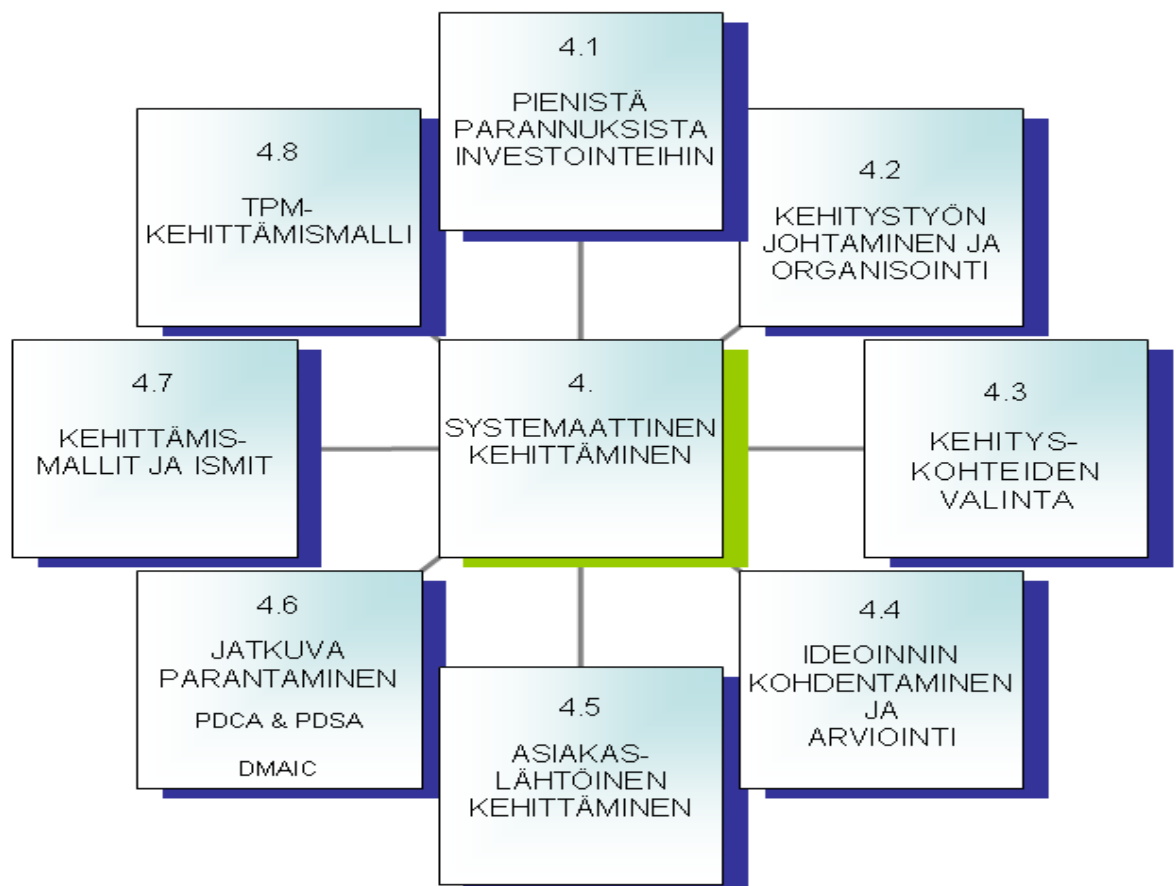 4.1
PIENISTÄ
PARANNUKSISTA
INVESTOINTEIHIN
4.8
TPM-
KEHITTÄMISMALLI
4.2
KEHITYSTYÖN
JOHTAMINEN JA
ORGANISOINTI
4.7
KEHITTÄMIS-
MALLIT JA ISMIT
4.
SYSTEMAATTINEN
KEHITTÄMINEN
4.3
KEHITYS-
KOHTEIDEN
VALINTA
4.6
JATKUVA
PARANTAMINEN
PDCA & PDSA
DMAIC
4.5
ASIAKAS-
LÄHTÖINEN
KEHITTÄMINEN
4.4
IDEOINNIN
KOHDENTAMINEN
JA
ARVIOINTI